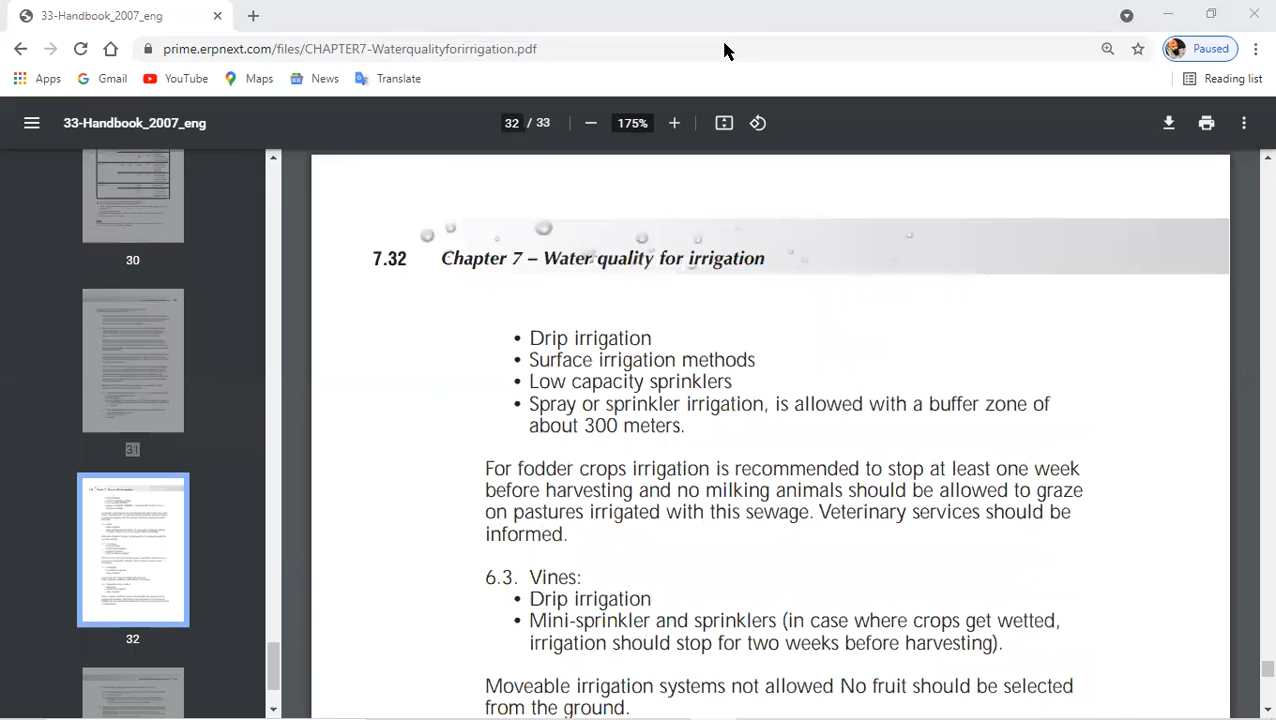 33-Handbook_2007_eng
prime.erpnext.com/files/CHAPTER7-Waterqualityforirrigation.pdf
Paused
Apps Gmail YouTube Maps News Translate Reading list
33-Handbook_2007_eng 32 / 33 175%
30
31
32
7.32 Chapter 7 – Water quality for irrigation
• Drip irrigation
• Surface irrigation methods
• Low capacity sprinklers
• Spray or sprinkler irrigation, is allowed with a buffer zone of
about 300 meters.
For fodder crops irrigation is recommended to stop at least one week
before harvesting and no milking animals should be allowed to graze
on pastures irrigated with this sewage. Veterinary services should be
informed.
6.3. Vines:
• Drip irrigation
• Mini-sprinkler and sprinklers (in case where crops get wetted,
irrigation should stop for two weeks before harvesting).
Moveable irrigation systems not allowed. No fruit should be selected
from the ground.